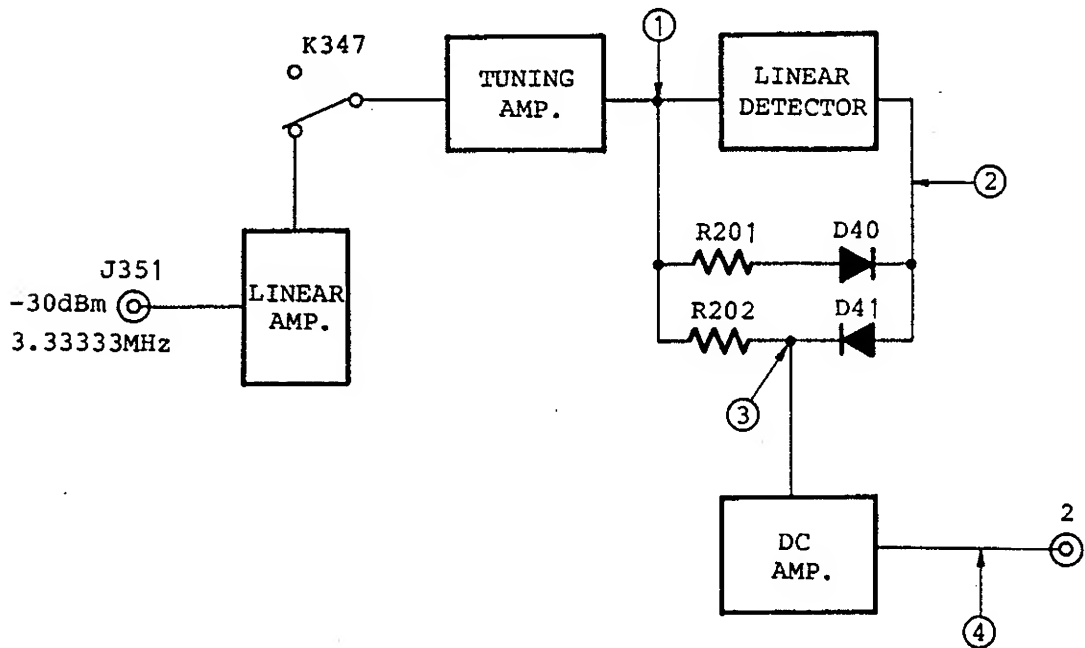 ①
K347
TUNING
AMP.
LINEAR
DETECTOR
②
R201
D40
J351
-30dBm
3.33333MHz
LINEAR
AMP.
R202
D41
③
DC
AMP.
2
④